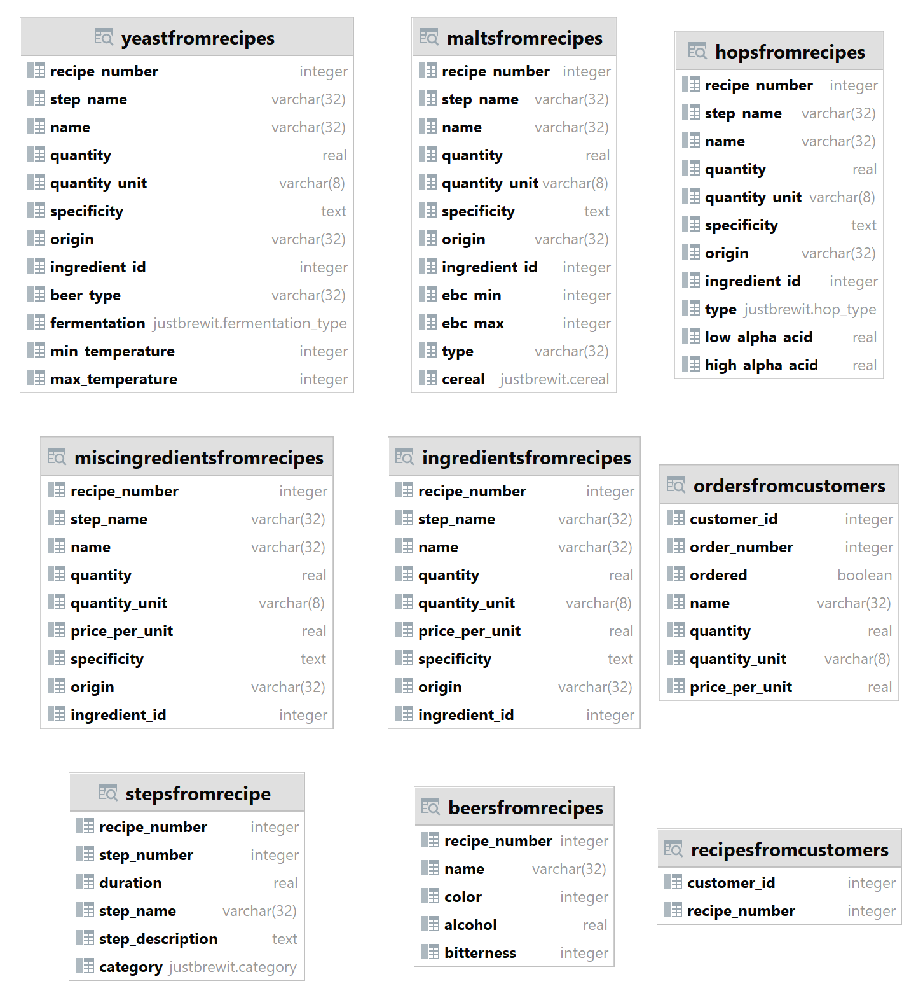 yeastfromrecipes
recipe_number integer
step_name varchar(32)
name varchar(32)
quantity real
quantity_unit varchar(8)
specificity text
origin varchar(32)
ingredient_id integer
beer_type varchar(32)
fermentation justbrewit.fermentation_type
min_temperature integer
max_temperature integer
maltsfromrecipes
recipe_number integer
step_name varchar(32)
name varchar(32)
quantity real
quantity_unit varchar(8)
specificity text
origin varchar(32)
ingredient_id integer
ebc_min integer
ebc_max integer
type varchar(32)
cereal justbrewit.cereal
hopsfromrecipes
recipe_number integer
step_name varchar(32)
name varchar(32)
quantity real
quantity_unit varchar(8)
specificity text
origin varchar(32)
ingredient_id integer
type justbrewit.hop_type
low_alpha_acid real
high_alpha_acid real
miscingredientsfromrecipes
recipe_number integer
step_name varchar(32)
name varchar(32)
quantity real
quantity_unit varchar(8)
price_per_unit real
specificity text
origin varchar(32)
ingredient_id integer
ingredientsfromrecipes
recipe_number integer
step_name varchar(32)
name varchar(32)
quantity real
quantity_unit varchar(8)
price_per_unit real
specificity text
origin varchar(32)
ingredient_id integer
ordersfromcustomers
customer_id integer
order_number integer
ordered boolean
name varchar(32)
quantity real
quantity_unit varchar(8)
price_per_unit real
stepsfromrecipe
recipe_number integer
step_number integer
duration real
step_name varchar(32)
step_description text
category justbrewit.category
beersfromrecipes
recipe_number integer
name varchar(32)
color integer
alcohol real
bitterness integer
recipesfromcustomers
customer_id integer
recipe_number integer